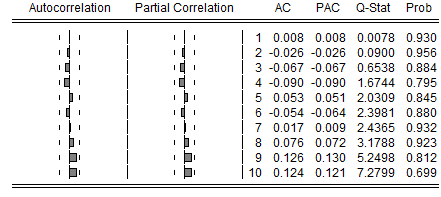 Autocorrelation Partial Correlation AC PAC Q-Stat Prob
1 0.008 0.008 0.0078 0.930
2 -0.026 -0.026 0.0900 0.956
3 -0.067 -0.067 0.6538 0.884
4 -0.090 -0.090 1.6744 0.795
5 0.053 0.051 2.0309 0.845
6 -0.054 -0.064 2.3981 0.880
7 0.017 0.009 2.4365 0.932
8 0.076 0.072 3.1788 0.923
9 0.126 0.130 5.2498 0.812
10 0.124 0.121 7.2799 0.699